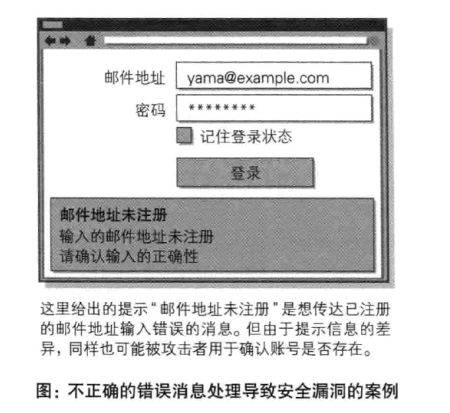 邮件地址
yama@example.com
密码
********
记住登录状态
登录
邮件地址未注册
输入的邮件地址未注册
请确认输入的正确性
这里给出的提示“邮件地址未注册”是想传达已注册
的邮件地址输入错误的消息。但由于提示信息的差
异，同样也可能被攻击者用于确认账号是否存在。
图：不正确的错误消息处理导致安全漏洞的案例